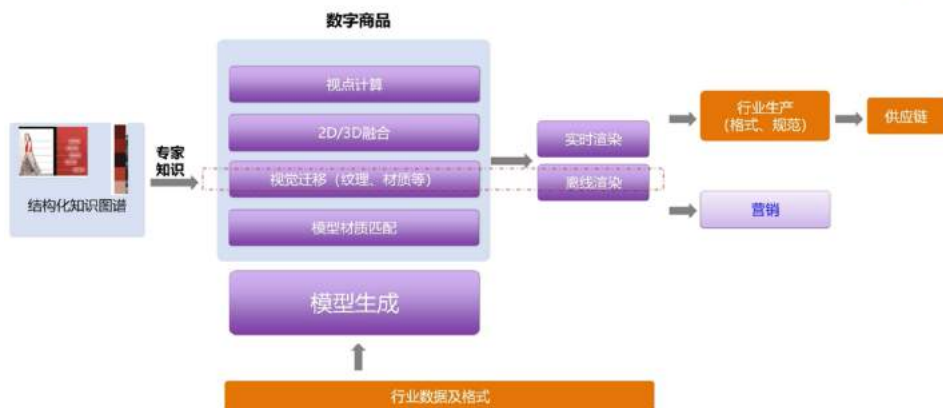 数字商品
视点计算
2D/3D融合
视觉迁移（纹理、材质等）
模型材质匹配
模型生成
行业数据及格式
结构化知识图谱
专家
知识
实时渲染
离线渲染
行业生产
(格式、规范)
供应链
营销